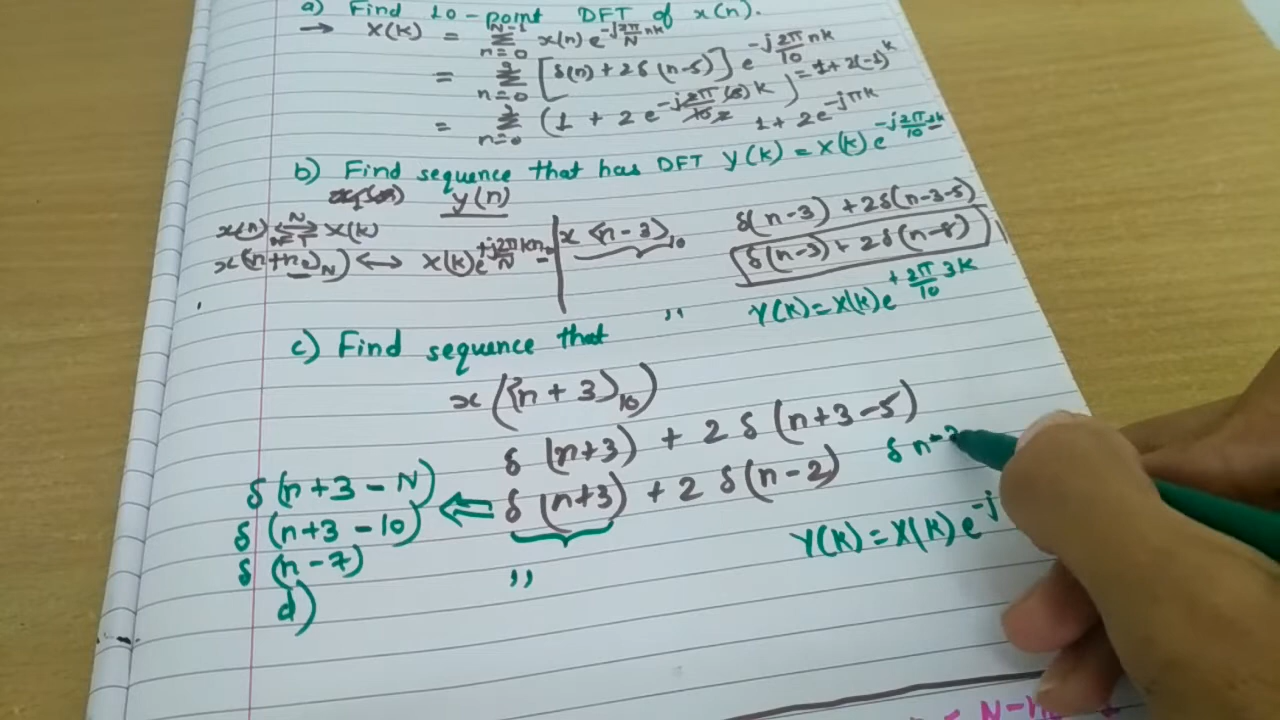 a) Find 10-point DFT of x(n).
→ X(k) = Σ_{n=0}^{N-1} x(n) e^{-j2π/N nk}
= Σ_{n=0}^{9} [δ(n) + 2δ(n-5)] e^{-j2π/10 nk}
= Σ_{n=0}^{9} (1 + 2e^{-j2π/10 (5)k}) = 1+2(-1)^k
1 + 2e^{-jπk}
b) Find sequence that has DFT Y(k) = X(k) e^{-j2π/10 3k}
y(n)
x(n) ⟷ X(k)
N
DFT
x((n+n₀)_N) ⟷ X(k) e^{+j2π/N kn₀}
x((n-3))_10
δ(n-3) + 2δ(n-3-5)
δ(n-3) + 2δ(n-8)
c) Find sequence that ,, Y(k) = X(k) e^{+2π/10 3k}
x((n+3)_10)
δ(n+3) + 2δ(n+3-5)
δ(n+3) + 2δ(n-2)
δ n-
δ(n+3-N) ⇐
δ(n+3-10)
δ(n-7)
d) ,, Y(k) = X(k) e^{-j